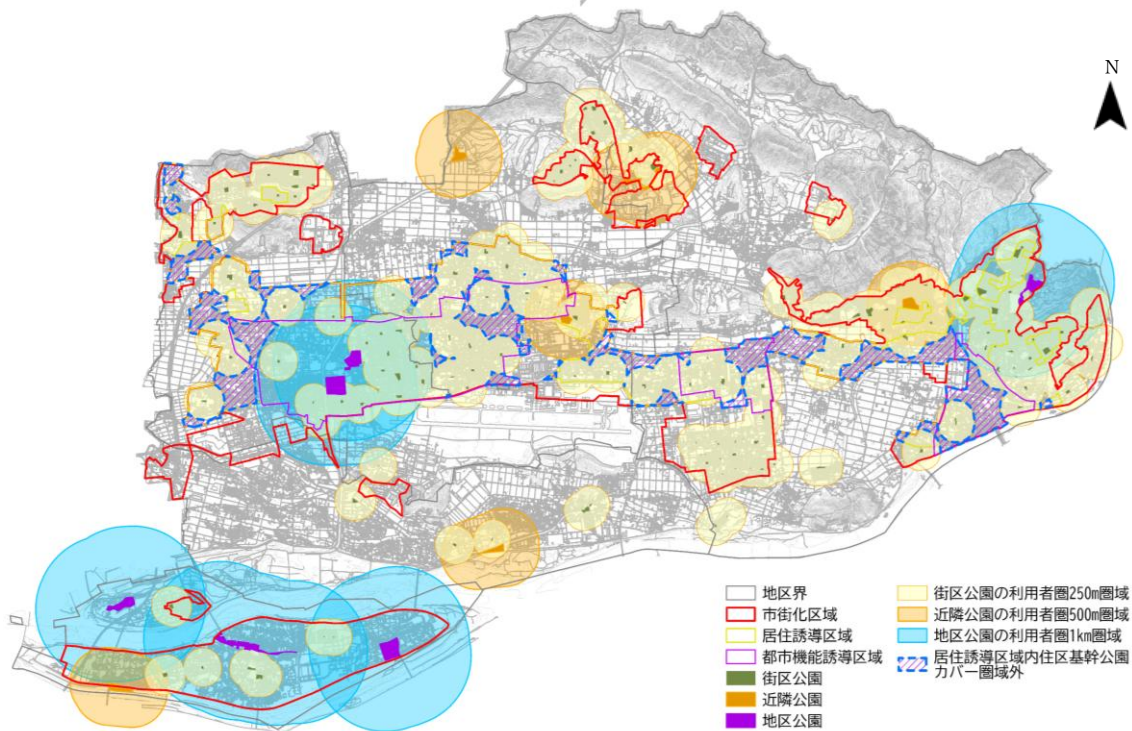 N
地区界
市街化区域
居住誘導区域
都市機能誘導区域
街区公園
近隣公園
地区公園
街区公園の利用者圏250m圏域
近隣公園の利用者圏500m圏域
地区公園の利用者圏1km圏域
居住誘導区域内住区基幹公園
カバー圏域外